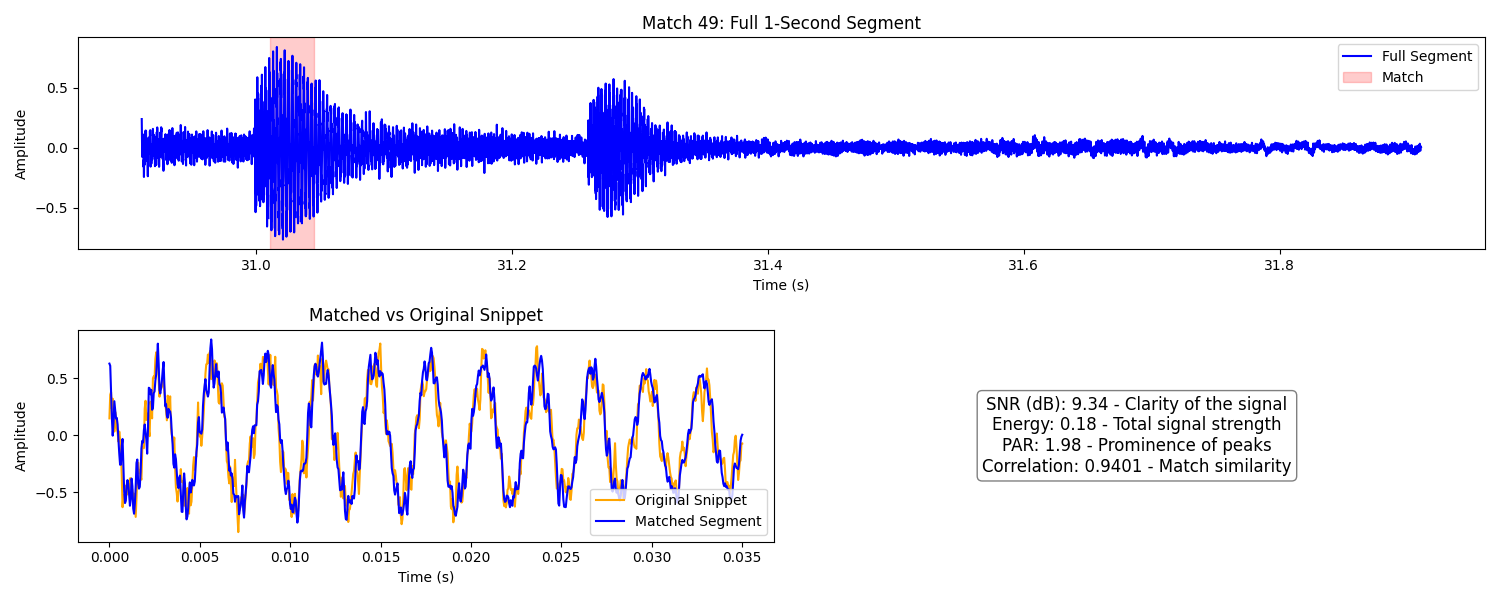 Match 49: Full 1-Second Segment
Amplitude
0.5
0.0
−0.5
Full Segment
Match
31.0
31.2
31.4
31.6
31.8
Time (s)
Matched vs Original Snippet
Amplitude
0.5
0.0
−0.5
Original Snippet
Matched Segment
0.000
0.005
0.010
0.015
0.020
0.025
0.030
0.035
Time (s)
SNR (dB): 9.34 - Clarity of the signal
Energy: 0.18 - Total signal strength
PAR: 1.98 - Prominence of peaks
Correlation: 0.9401 - Match similarity